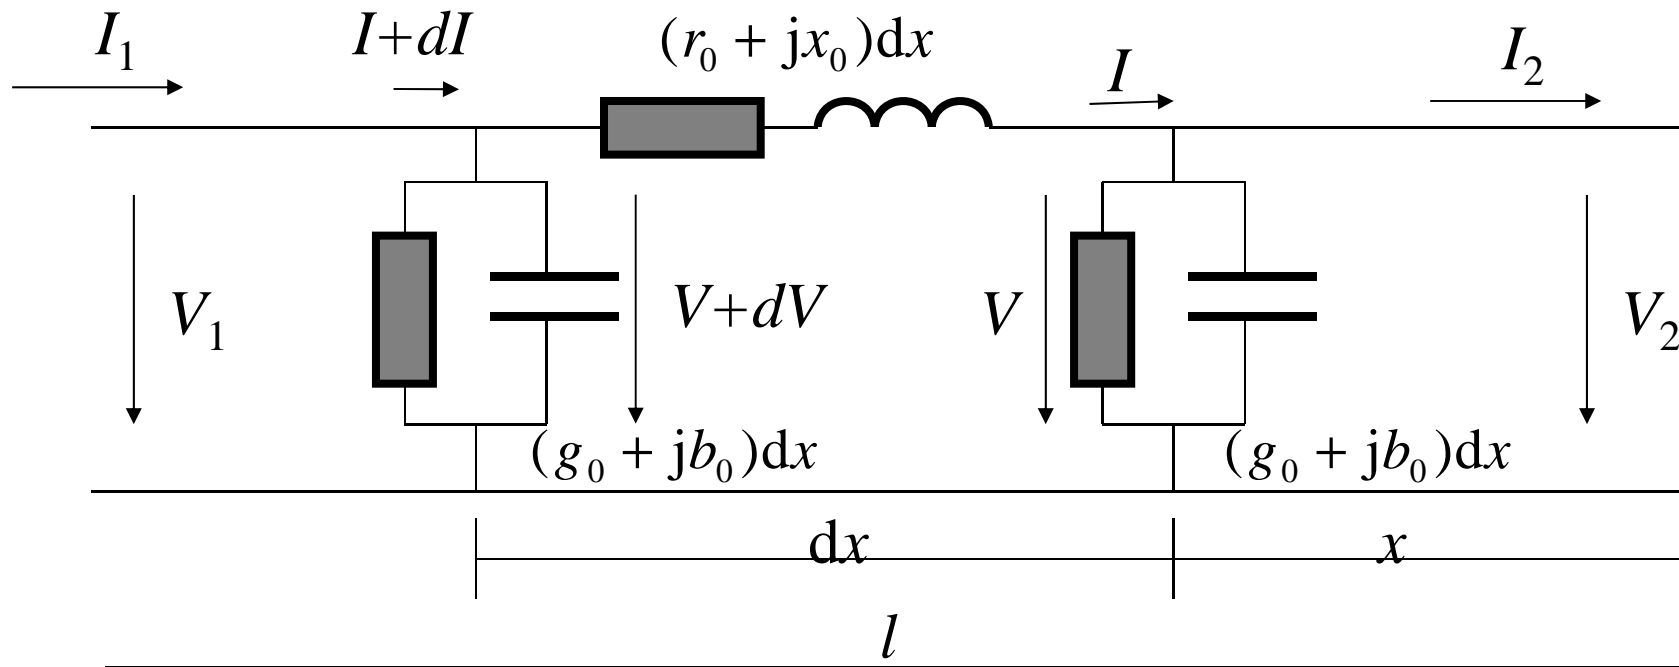 I₁ I+dI (r₀ + jx₀)dx I I₂
V₁ V+dV V V₂
(g₀ + jb₀)dx (g₀ + jb₀)dx
dx x
l